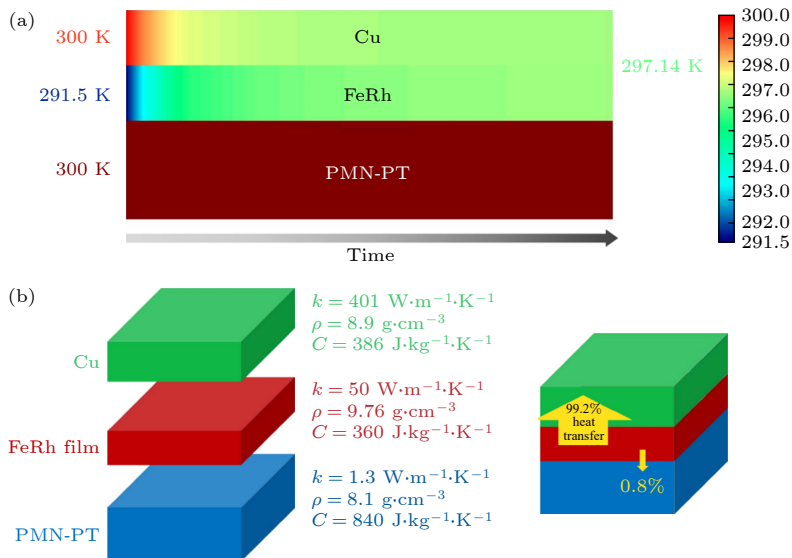 (a)
300 K
Cu
291.5 K
FeRh
297.14 K
300 K
PMN-PT
Time
300.0
299.0
298.0
297.0
296.0
295.0
294.0
293.0
292.0
291.5
(b)
Cu
k = 401 W·m⁻¹·K⁻¹
ρ = 8.9 g·cm⁻³
C = 386 J·kg⁻¹·K⁻¹
FeRh film
k = 50 W·m⁻¹·K⁻¹
ρ = 9.76 g·cm⁻³
C = 360 J·kg⁻¹·K⁻¹
PMN-PT
k = 1.3 W·m⁻¹·K⁻¹
ρ = 8.1 g·cm⁻³
C = 840 J·kg⁻¹·K⁻¹
99.2%
heat
transfer
0.8%